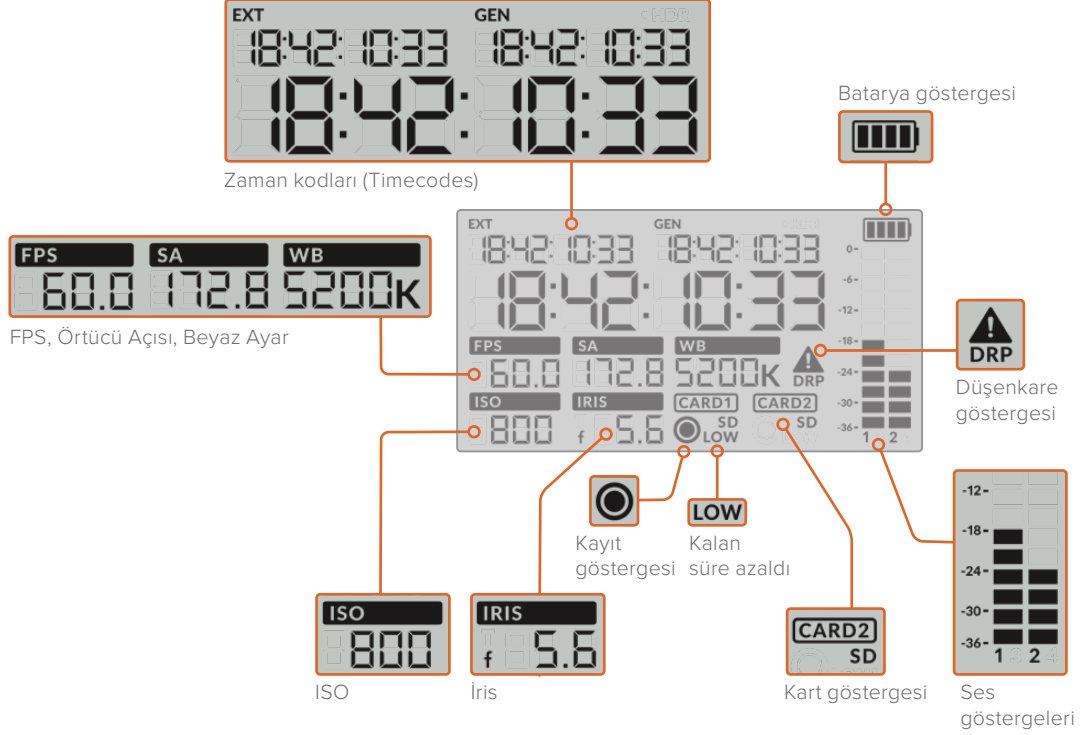 EXT GEN
18:42:10:33 18:42:10:33
18:42:10:33
Zaman kodları (Timecodes)
Batarya göstergesi
FPS SA WB
60.0 172.8 5200K
FPS, Örtücü Açısı, Beyaz Ayar
EXT GEN
18:42:10:33 18:42:10:33
18:42:10:33
FPS SA WB
60.0 172.8 5200K
DRP
ISO IRIS CARD1 CARD2
800 f 5.6 SD SD
LOW
0-
-6-
-12-
-18-
-24-
-30-
-36-
1 2
DRP
Düşenkare
göstergesi
Kayıt
göstergesi
LOW
Kalan
süre azaldı
ISO
800
ISO
IRIS
f 5.6
İris
CARD2
SD
Kart göstergesi
-12-
-18-
-24-
-30-
-36-
1 2
Ses
göstergeleri